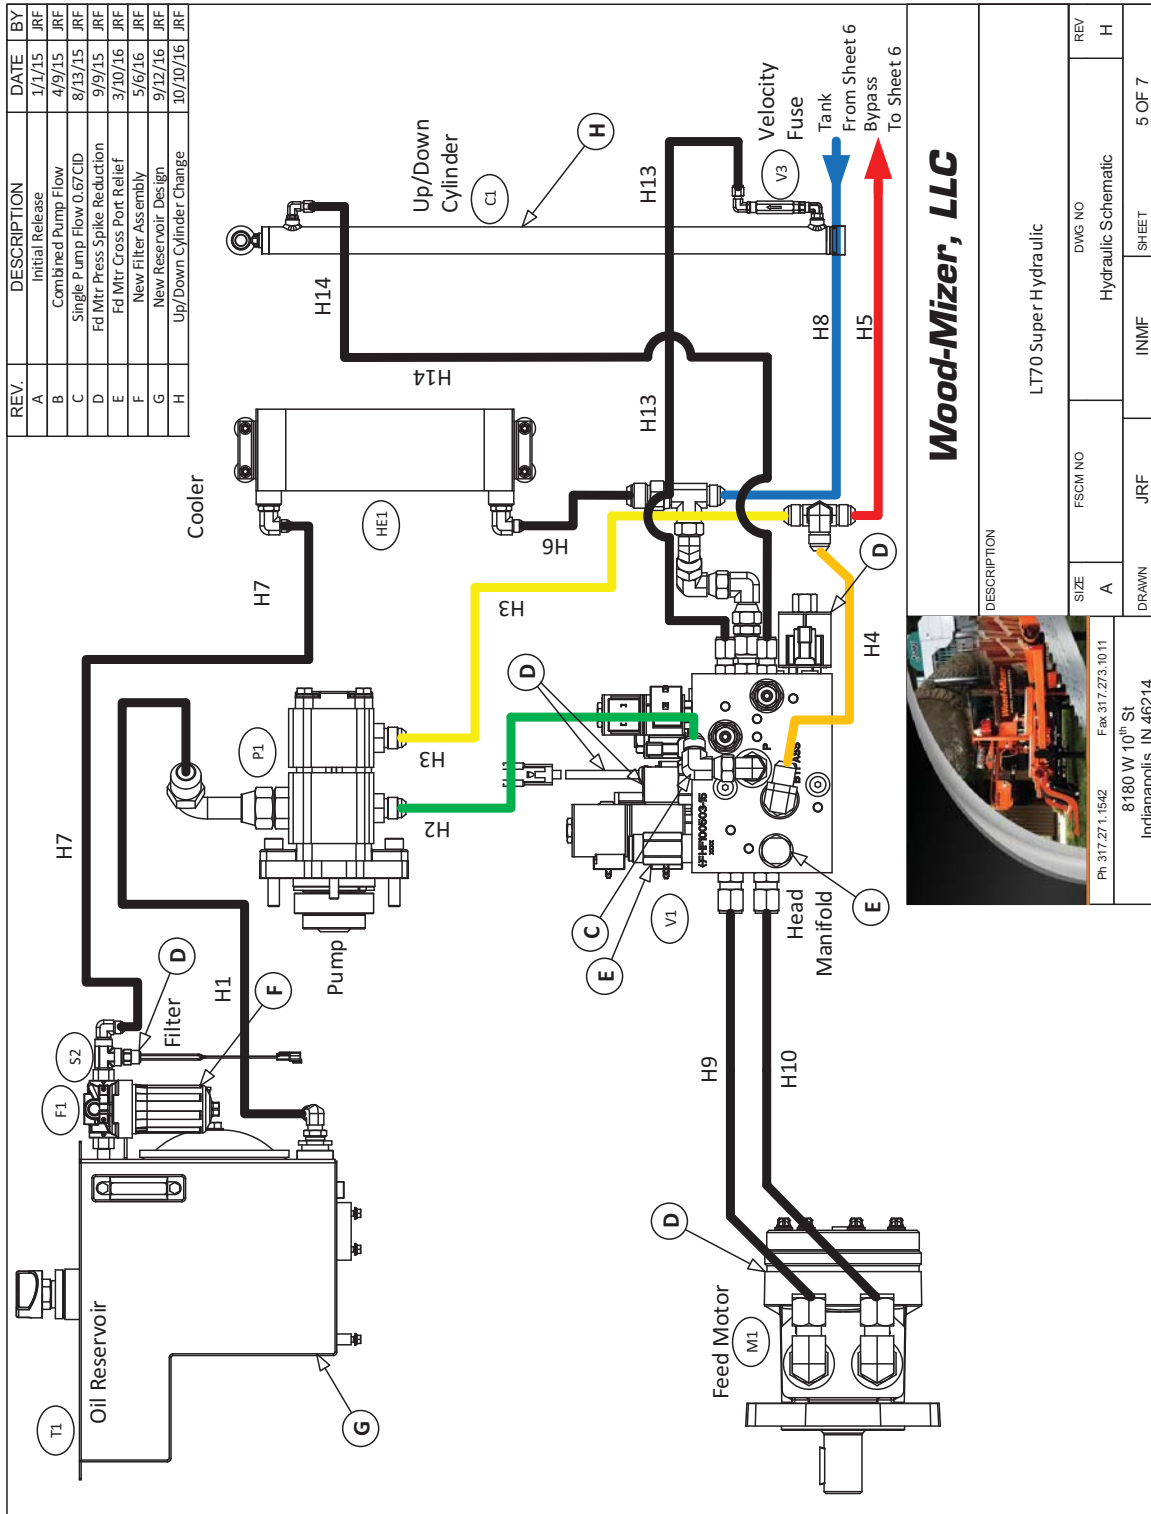 REV. DESCRIPTION DATE BY
A Initial Release 1/1/15 JRF
B Combined Pump Flow 4/9/15 JRF
C Single Pump Flow 0.67CID 8/13/15 JRF
D Fd Mtr Press Spike Reduction 9/9/15 JRF
E Fd Mtr Cross Port Relief 3/10/16 JRF
F New Filter Assembly 5/6/16 JRF
G New Reservoir Design 9/12/16 JRF
H Up/Down Cylinder Change 10/10/16 JRF
T1
Oil Reservoir
G
F1
S2
D
Filter
F
H1
H7
H7
Cooler
HE1
P1
Pump
H3
H2
H3
H6
H14
H14
Up/Down
Cylinder
C1
H
H13
H13
Velocity
Fuse
V3
Tank
From Sheet 6
Bypass
To Sheet 6
H8
H5
H4
D
D
C
E
V1
Head
Manifold
E
P
BYPASS
H9
H10
D
Feed Motor
M1
Wood-Mizer, LLC
DESCRIPTION
LT70 Super Hydraulic
SIZE FSCM NO DWG NO REV
A Hydraulic Schematic H
DRAWN JRF INMF SHEET 5 OF 7
Ph 317.271.1542 Fax 317.273.1011
8180 W 10th St
Indianapolis, IN 46214